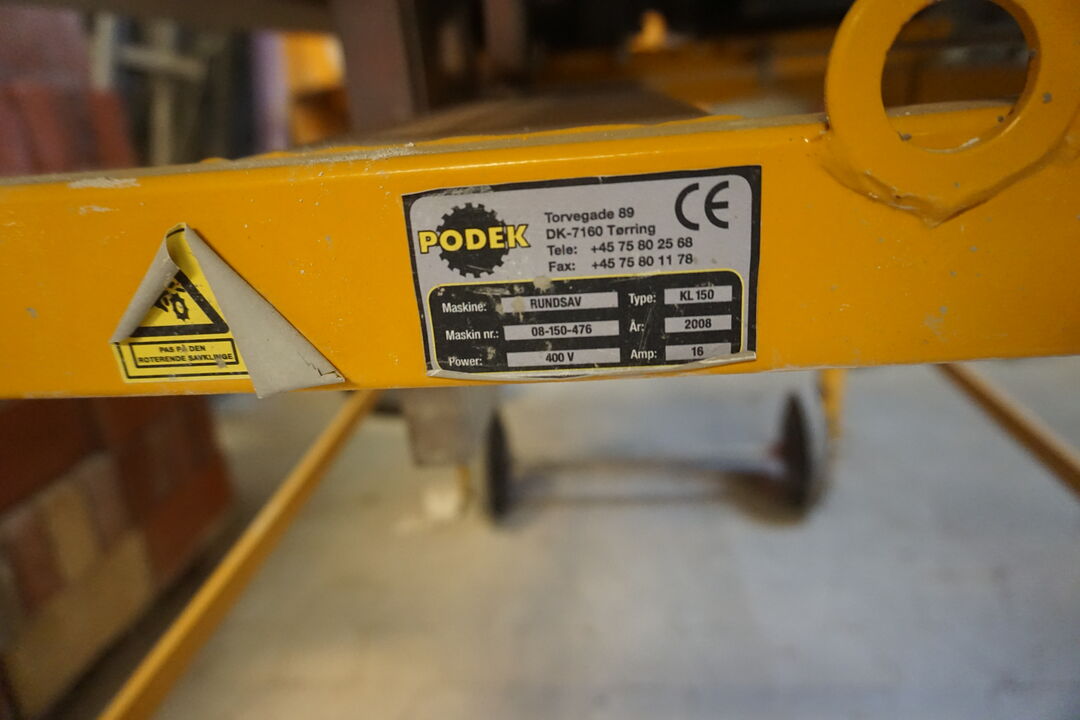 PODEK
Torvegade 89
DK-7160 Tørring
Tele: +45 75 80 25 68
Fax: +45 75 80 11 78
CE
Maskine: RUNDSAV
Type: KL 150
Maskin nr.: 08-150-476
År: 2008
Power: 400 V
Amp: 16
PAS PÅ DEN
ROTERENDE SAVKLINGE